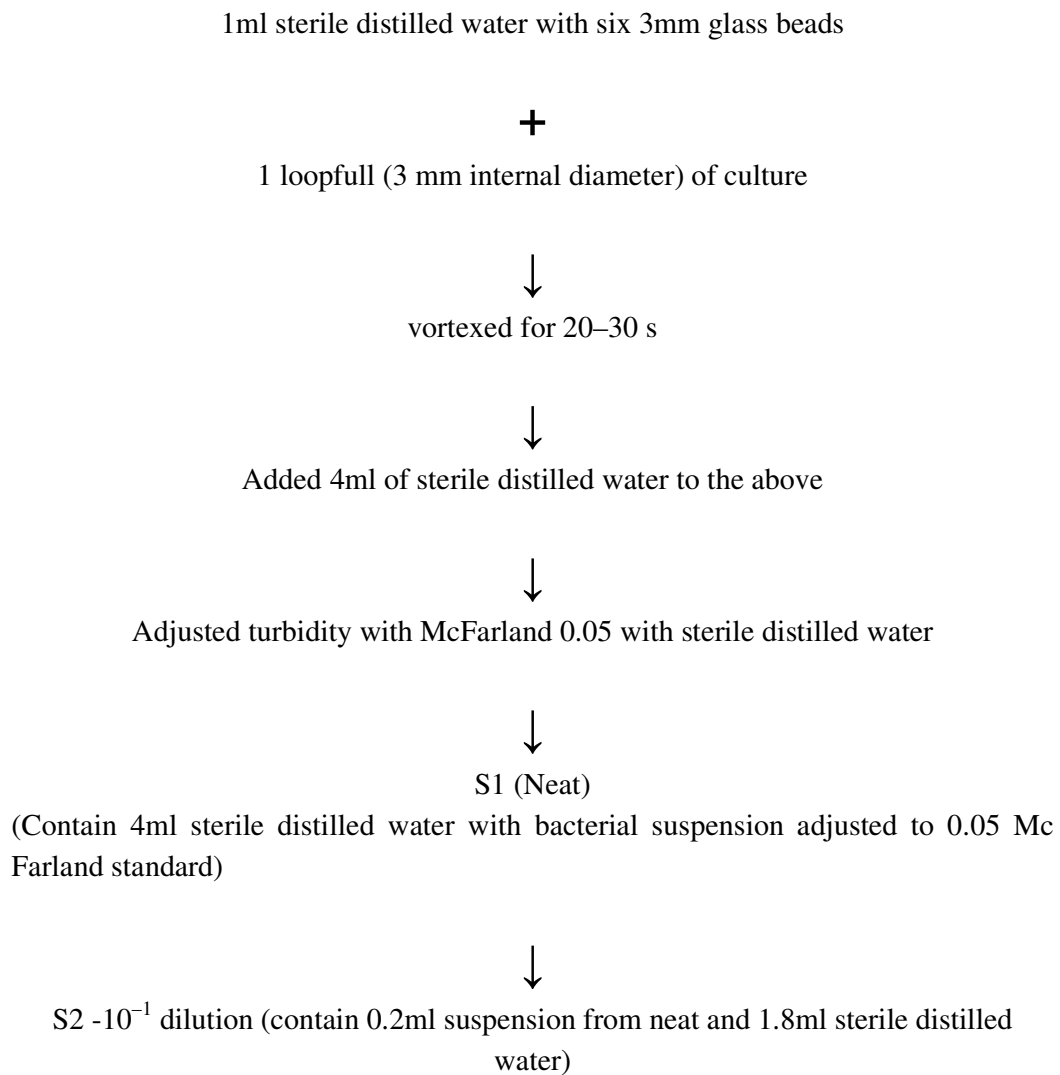 1ml sterile distilled water with six 3mm glass beads
+
1 loopfull (3 mm internal diameter) of culture
↓
vortexed for 20–30 s
↓
Added 4ml of sterile distilled water to the above
↓
Adjusted turbidity with McFarland 0.05 with sterile distilled water
↓
S1 (Neat)
(Contain 4ml sterile distilled water with bacterial suspension adjusted to 0.05 Mc
Farland standard)
↓
S2 -10⁻¹ dilution (contain 0.2ml suspension from neat and 1.8ml sterile distilled
water)